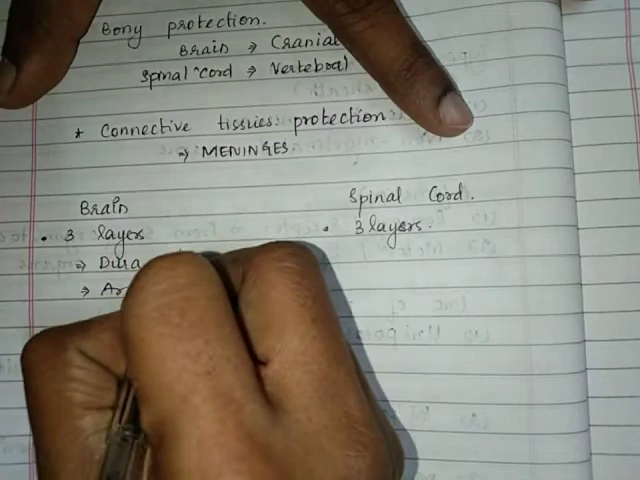 Bony protection.
Brain → Cranial
Spinal Cord → Vertebral
* Connective tissues protection
→ MENINGES
Brain
Spinal Cord.
• 3 layers
• 3 layers.
→ Dura
→ Ar